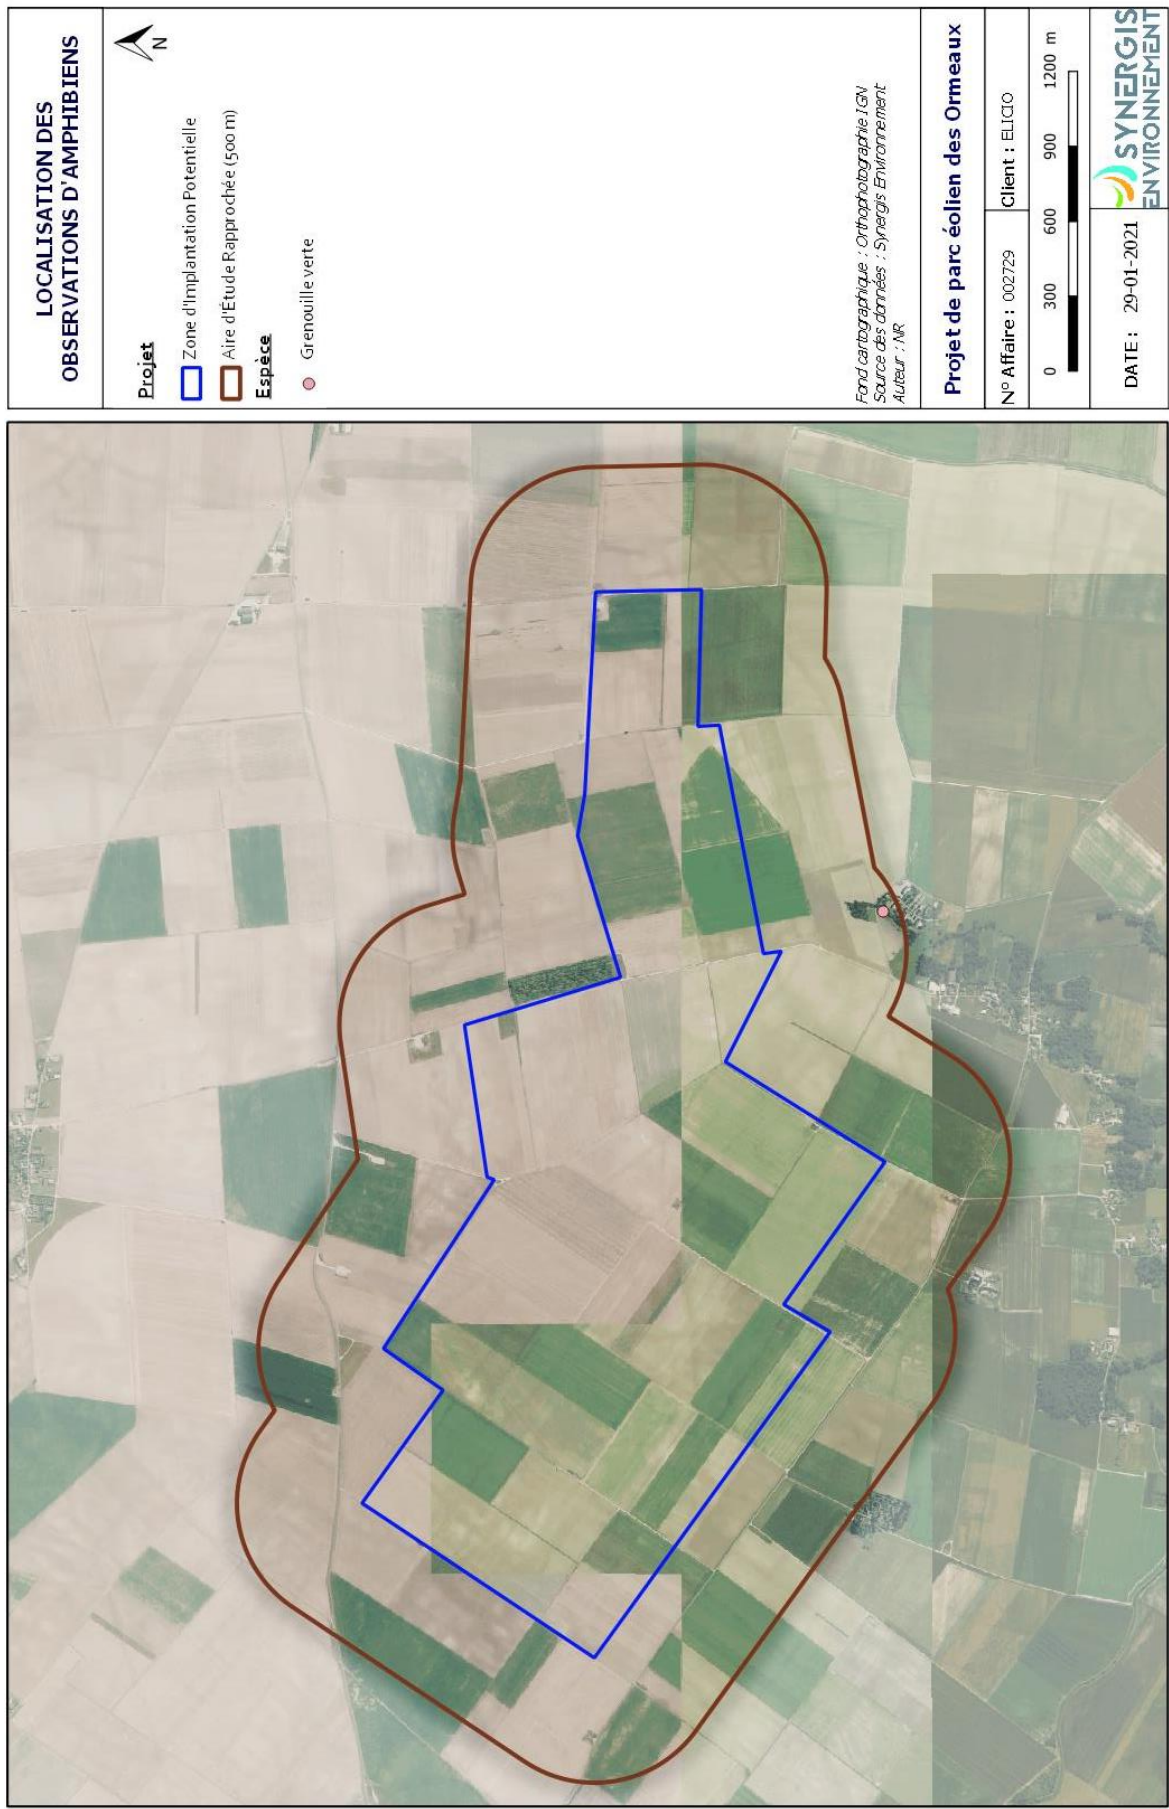 LOCALISATION DES
OBSERVATIONS D'AMPHIBIENS
N
Projet
Zone d'Implantation Potentielle
Aire d'Étude Rapprochée (500 m)
Espèce
Grenouille verte
Fond cartographique : Orthophotographie IGN
Source des données : Synergis Environnement
Auteur : NR
Projet de parc éolien des Ormeaux
N° Affaire : 002729
Client : ELICIO
0 300 600 900 1200 m
DATE : 29-01-2021
SYNERGIS
ENVIRONNEMENT